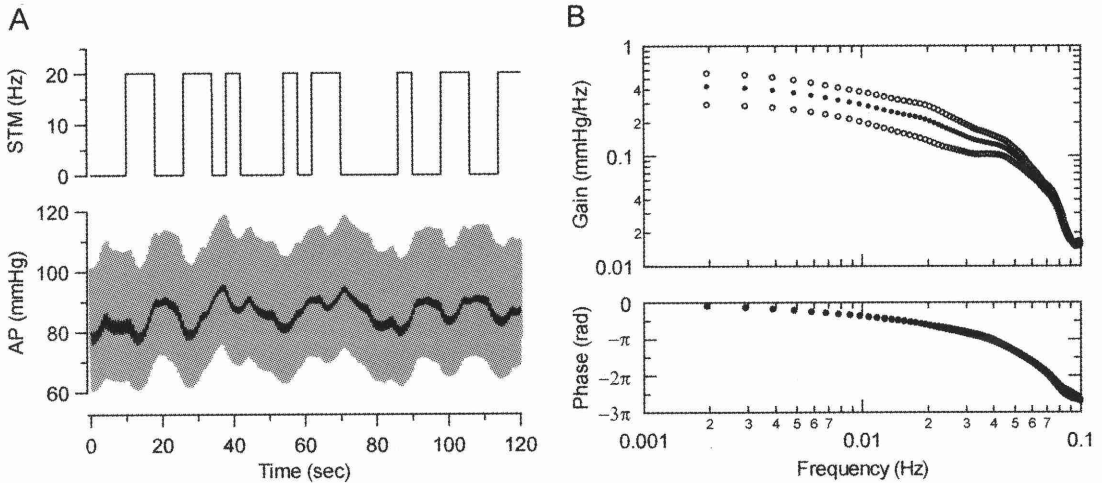 A
STM (Hz)
20
10
0
AP (mmHg)
120
100
80
60
0 20 40 60 80 100 120
Time (sec)
B
Gain (mmHg/Hz)
1
4
2
0.1
4
2
0.01
Phase (rad)
0
−π
−2π
−3π
2 3 4 5 6 7 2 3 4 5 6 7
0.001 0.01 0.1
Frequency (Hz)